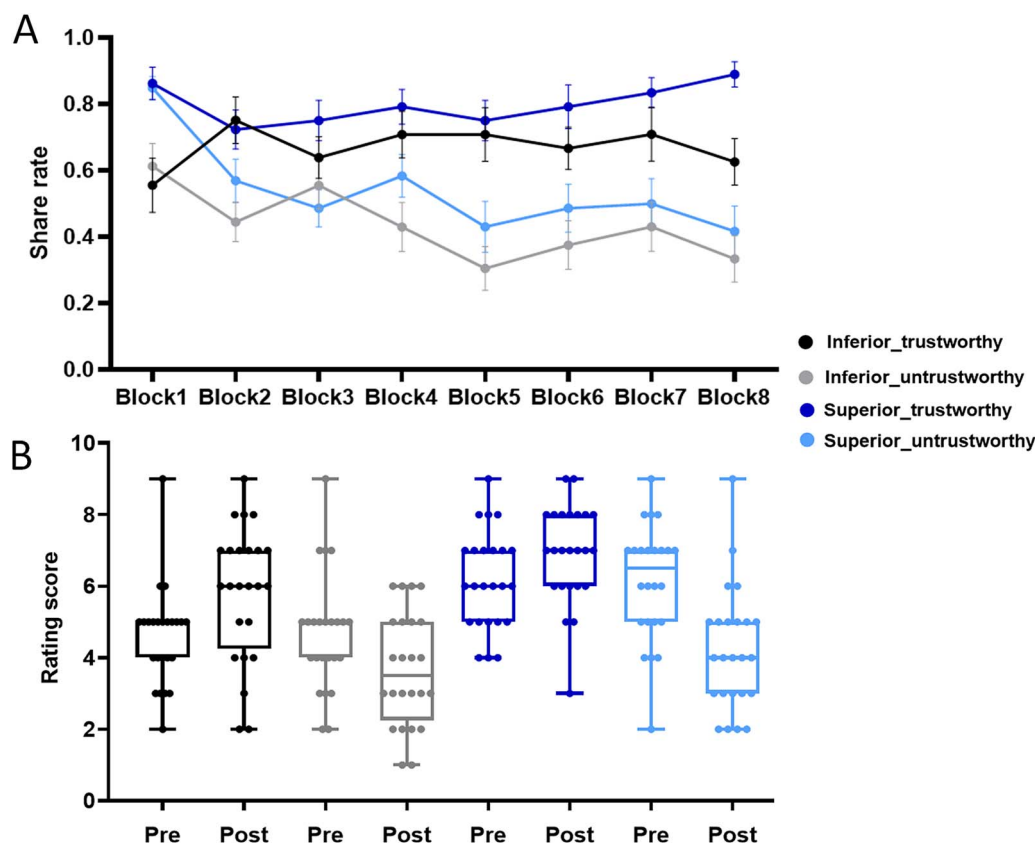 A
1.0
0.8
0.6
0.4
0.2
0.0
Share rate
Block1 Block2 Block3 Block4 Block5 Block6 Block7 Block8
Inferior_trustworthy
Inferior_untrustworthy
Superior_trustworthy
Superior_untrustworthy
B
10
8
6
4
2
0
Rating score
Pre Post Pre Post Pre Post Pre Post